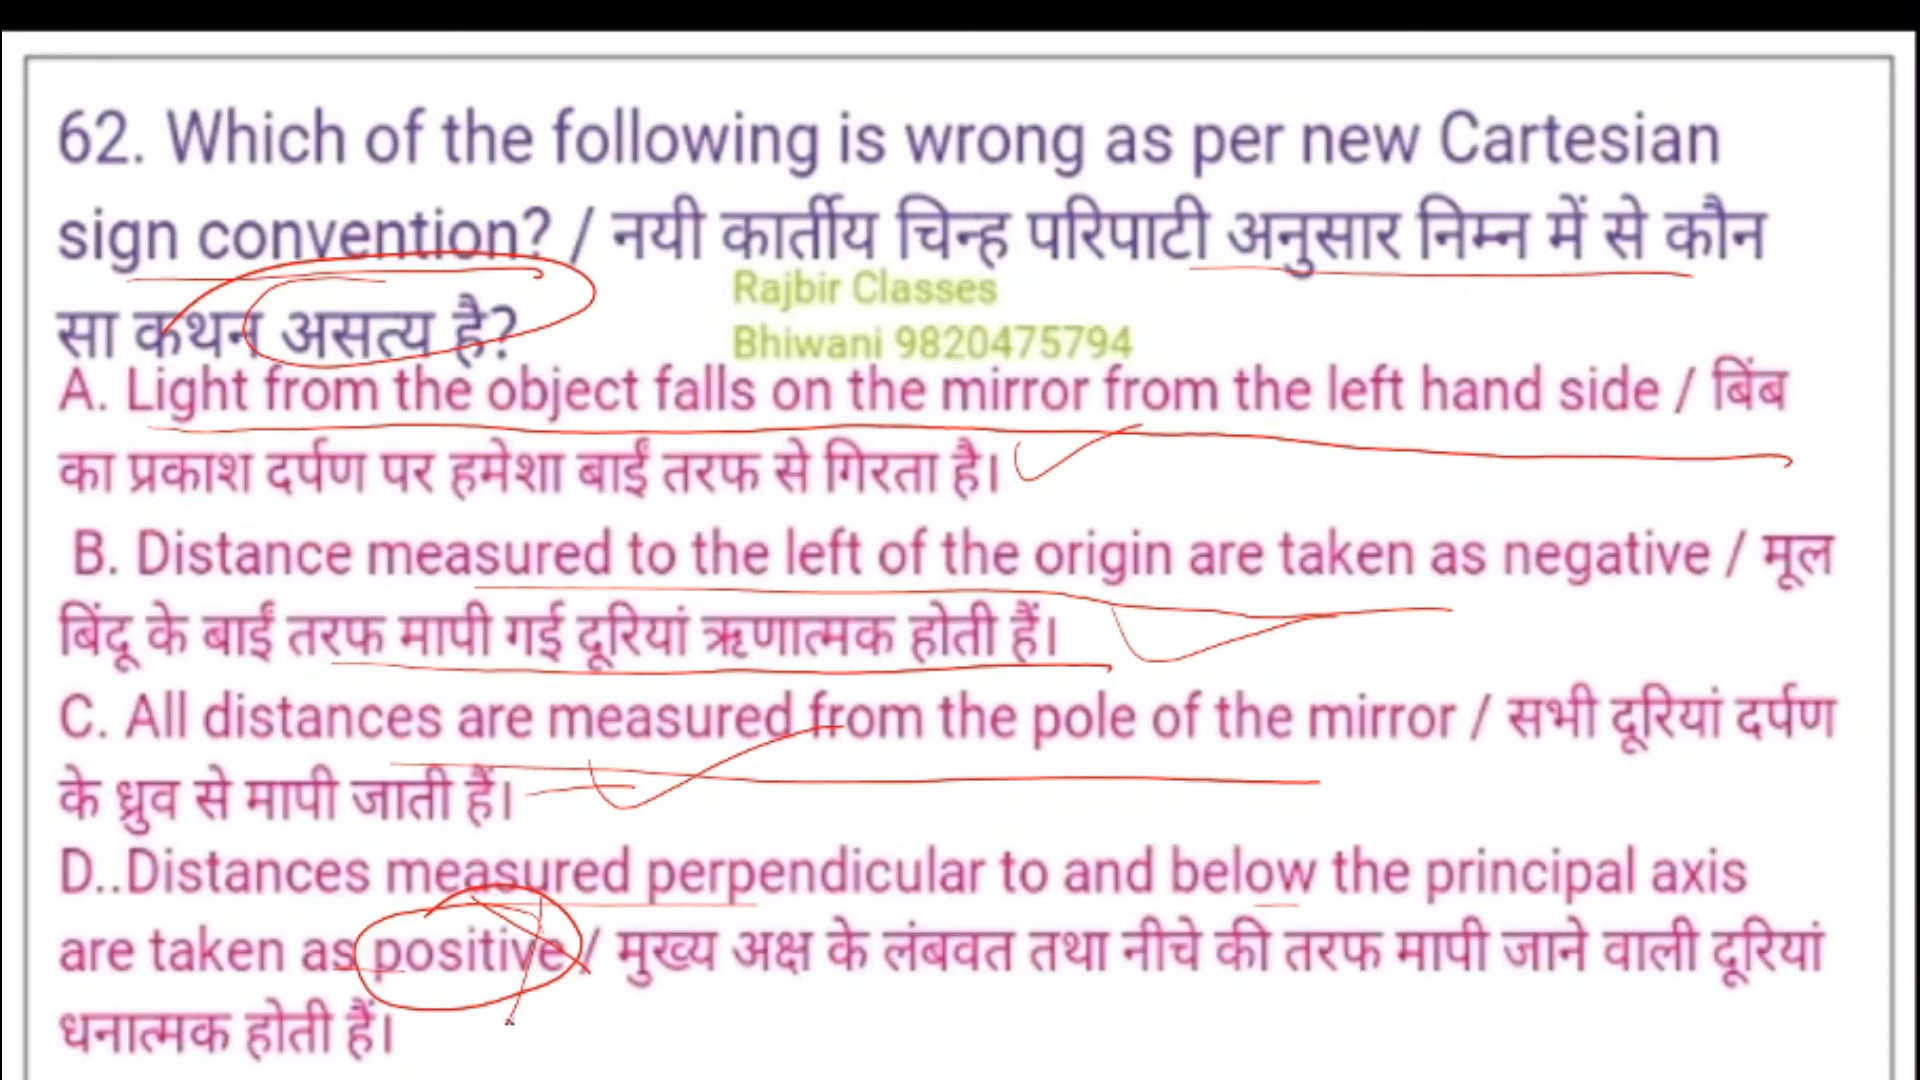 62. Which of the following is wrong as per new Cartesian
sign convention? / नयी कार्तीय चिन्ह परिपाटी अनुसार निम्न में से कौन
सा कथन असत्य है?
Rajbir Classes
Bhiwani 9820475794
A. Light from the object falls on the mirror from the left hand side / बिंब
का प्रकाश दर्पण पर हमेशा बाईं तरफ से गिरता है।
B. Distance measured to the left of the origin are taken as negative / मूल
बिंदू के बाईं तरफ मापी गई दूरियां ऋणात्मक होती हैं।
C. All distances are measured from the pole of the mirror / सभी दूरियां दर्पण
के ध्रुव से मापी जाती हैं।
D..Distances measured perpendicular to and below the principal axis
are taken as positive / मुख्य अक्ष के लंबवत तथा नीचे की तरफ मापी जाने वाली दूरियां
धनात्मक होती हैं।